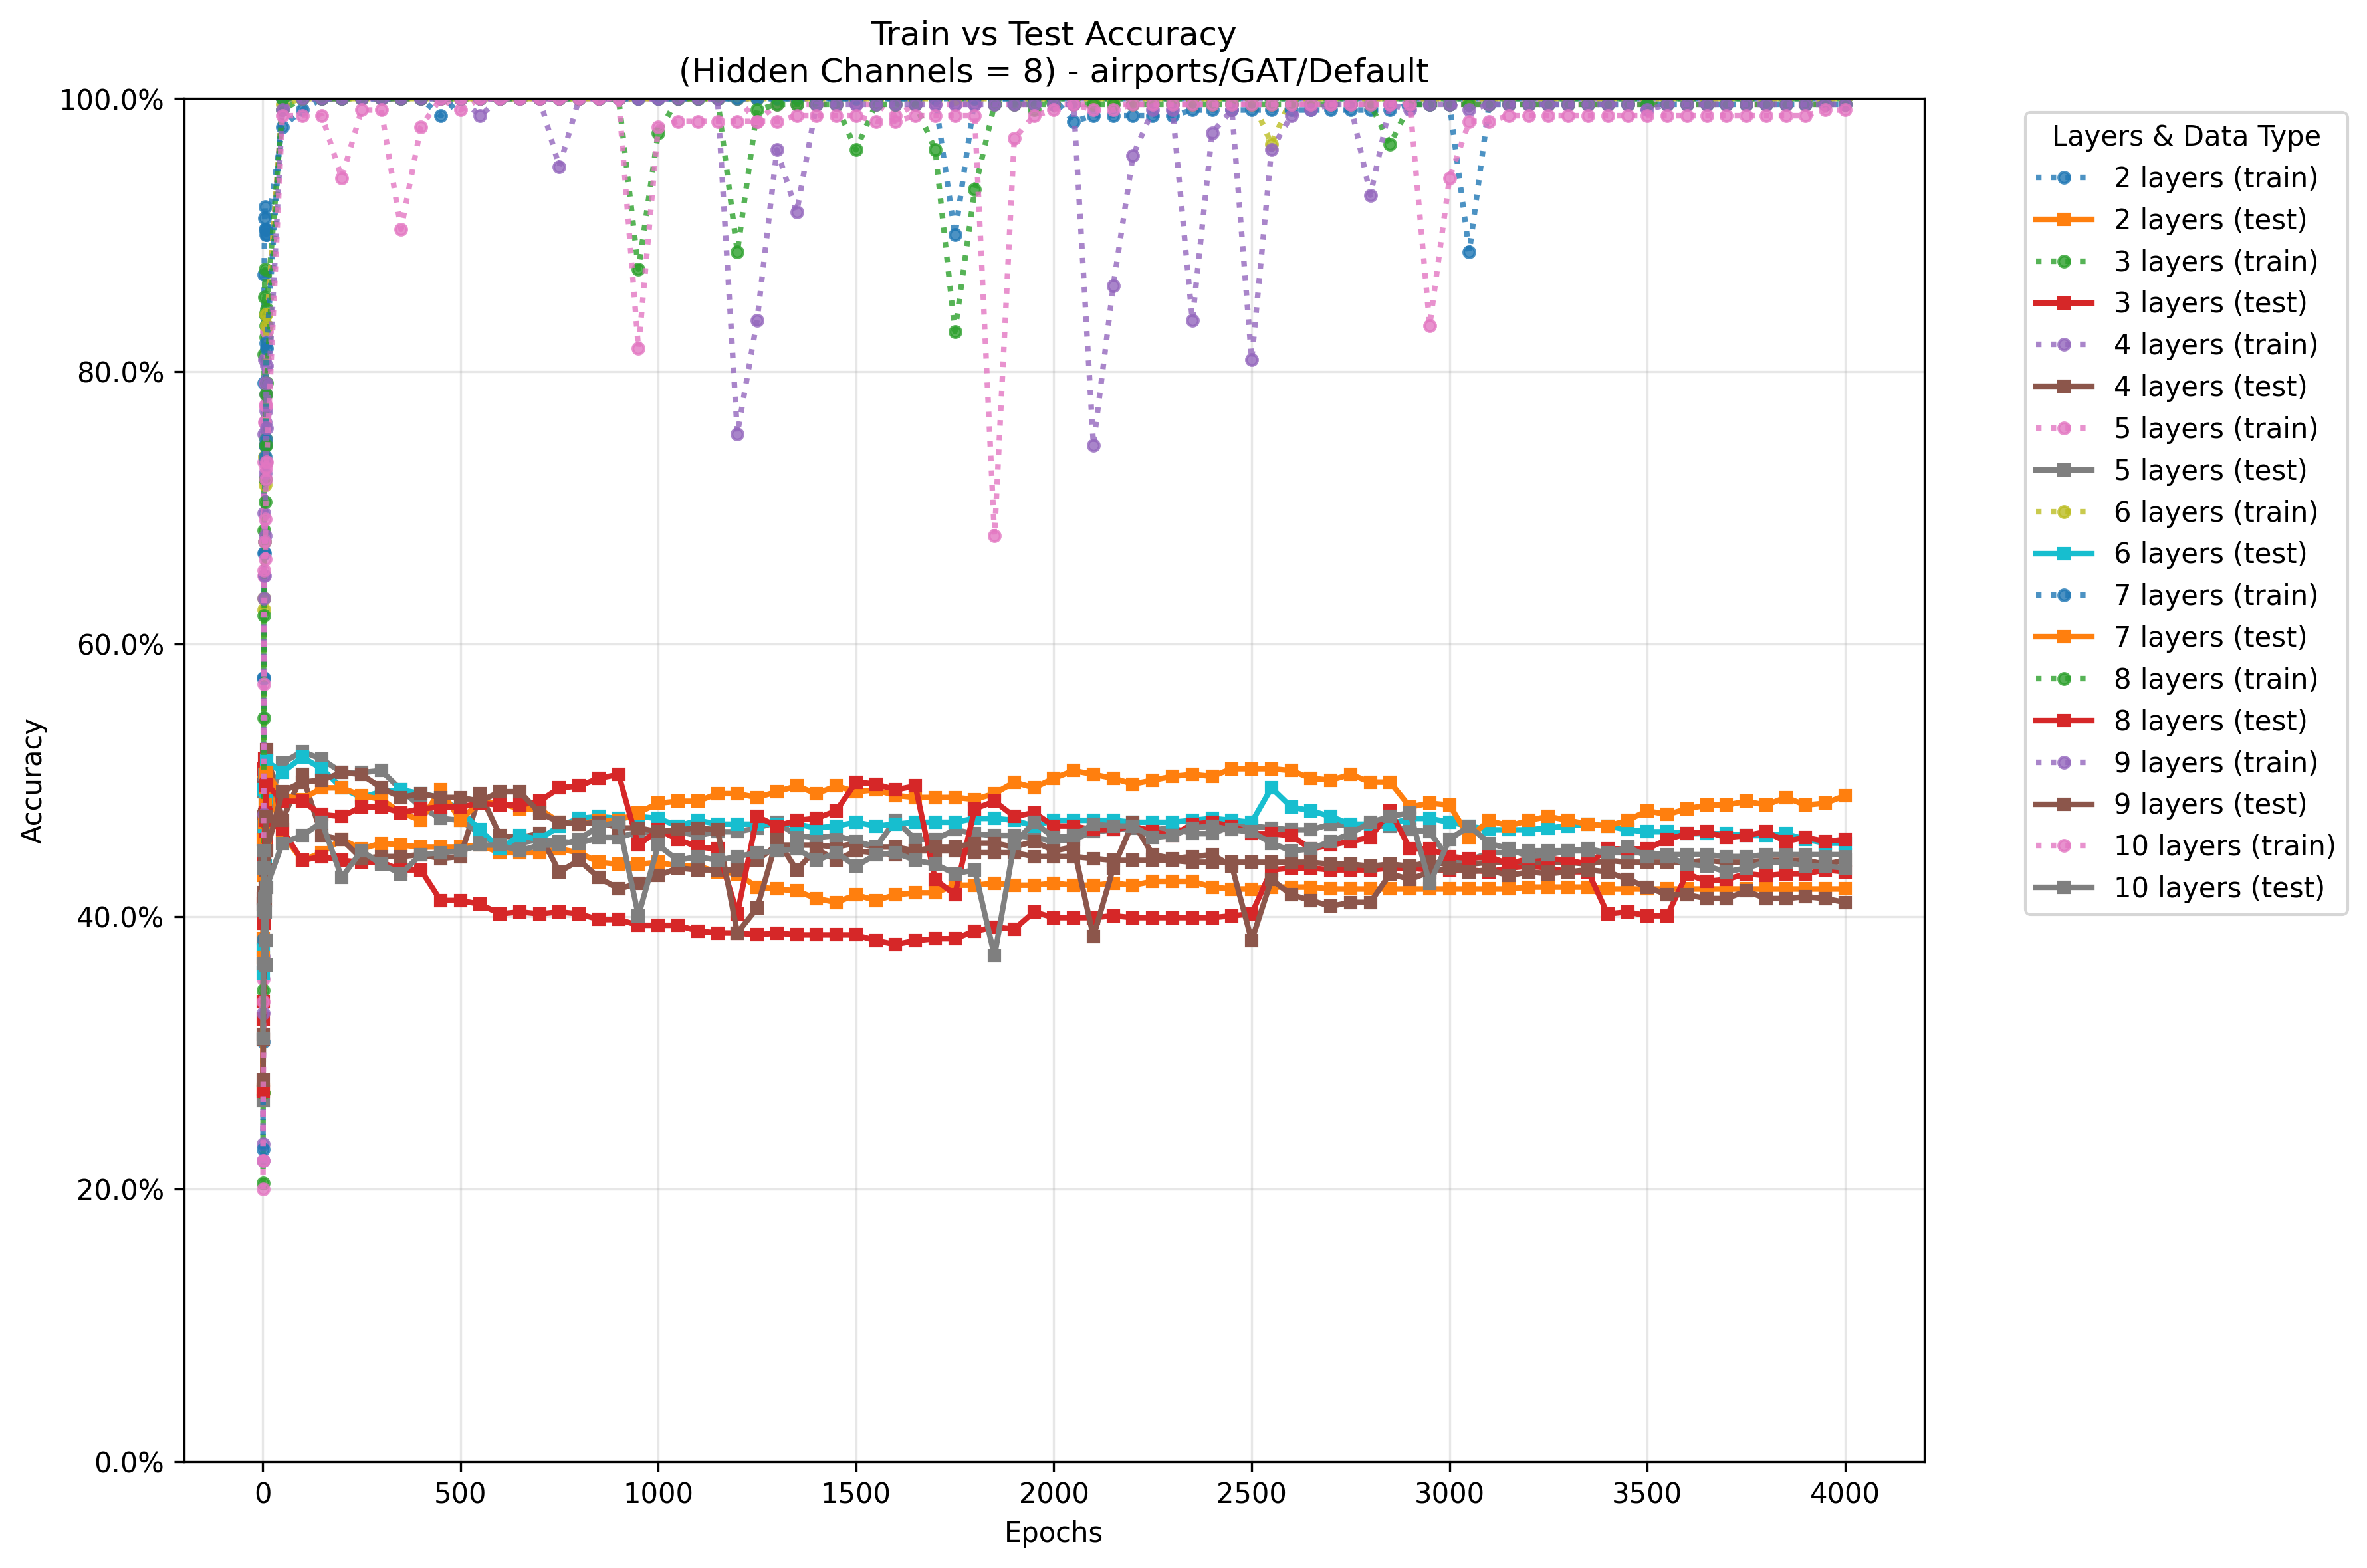 Train vs Test Accuracy
(Hidden Channels = 8) - airports/GAT/Default
100.0%
80.0%
60.0%
40.0%
20.0%
0.0%
Accuracy
0
500
1000
1500
2000
2500
3000
3500
4000
Epochs
Layers & Data Type
2 layers (train)
2 layers (test)
3 layers (train)
3 layers (test)
4 layers (train)
4 layers (test)
5 layers (train)
5 layers (test)
6 layers (train)
6 layers (test)
7 layers (train)
7 layers (test)
8 layers (train)
8 layers (test)
9 layers (train)
9 layers (test)
10 layers (train)
10 layers (test)